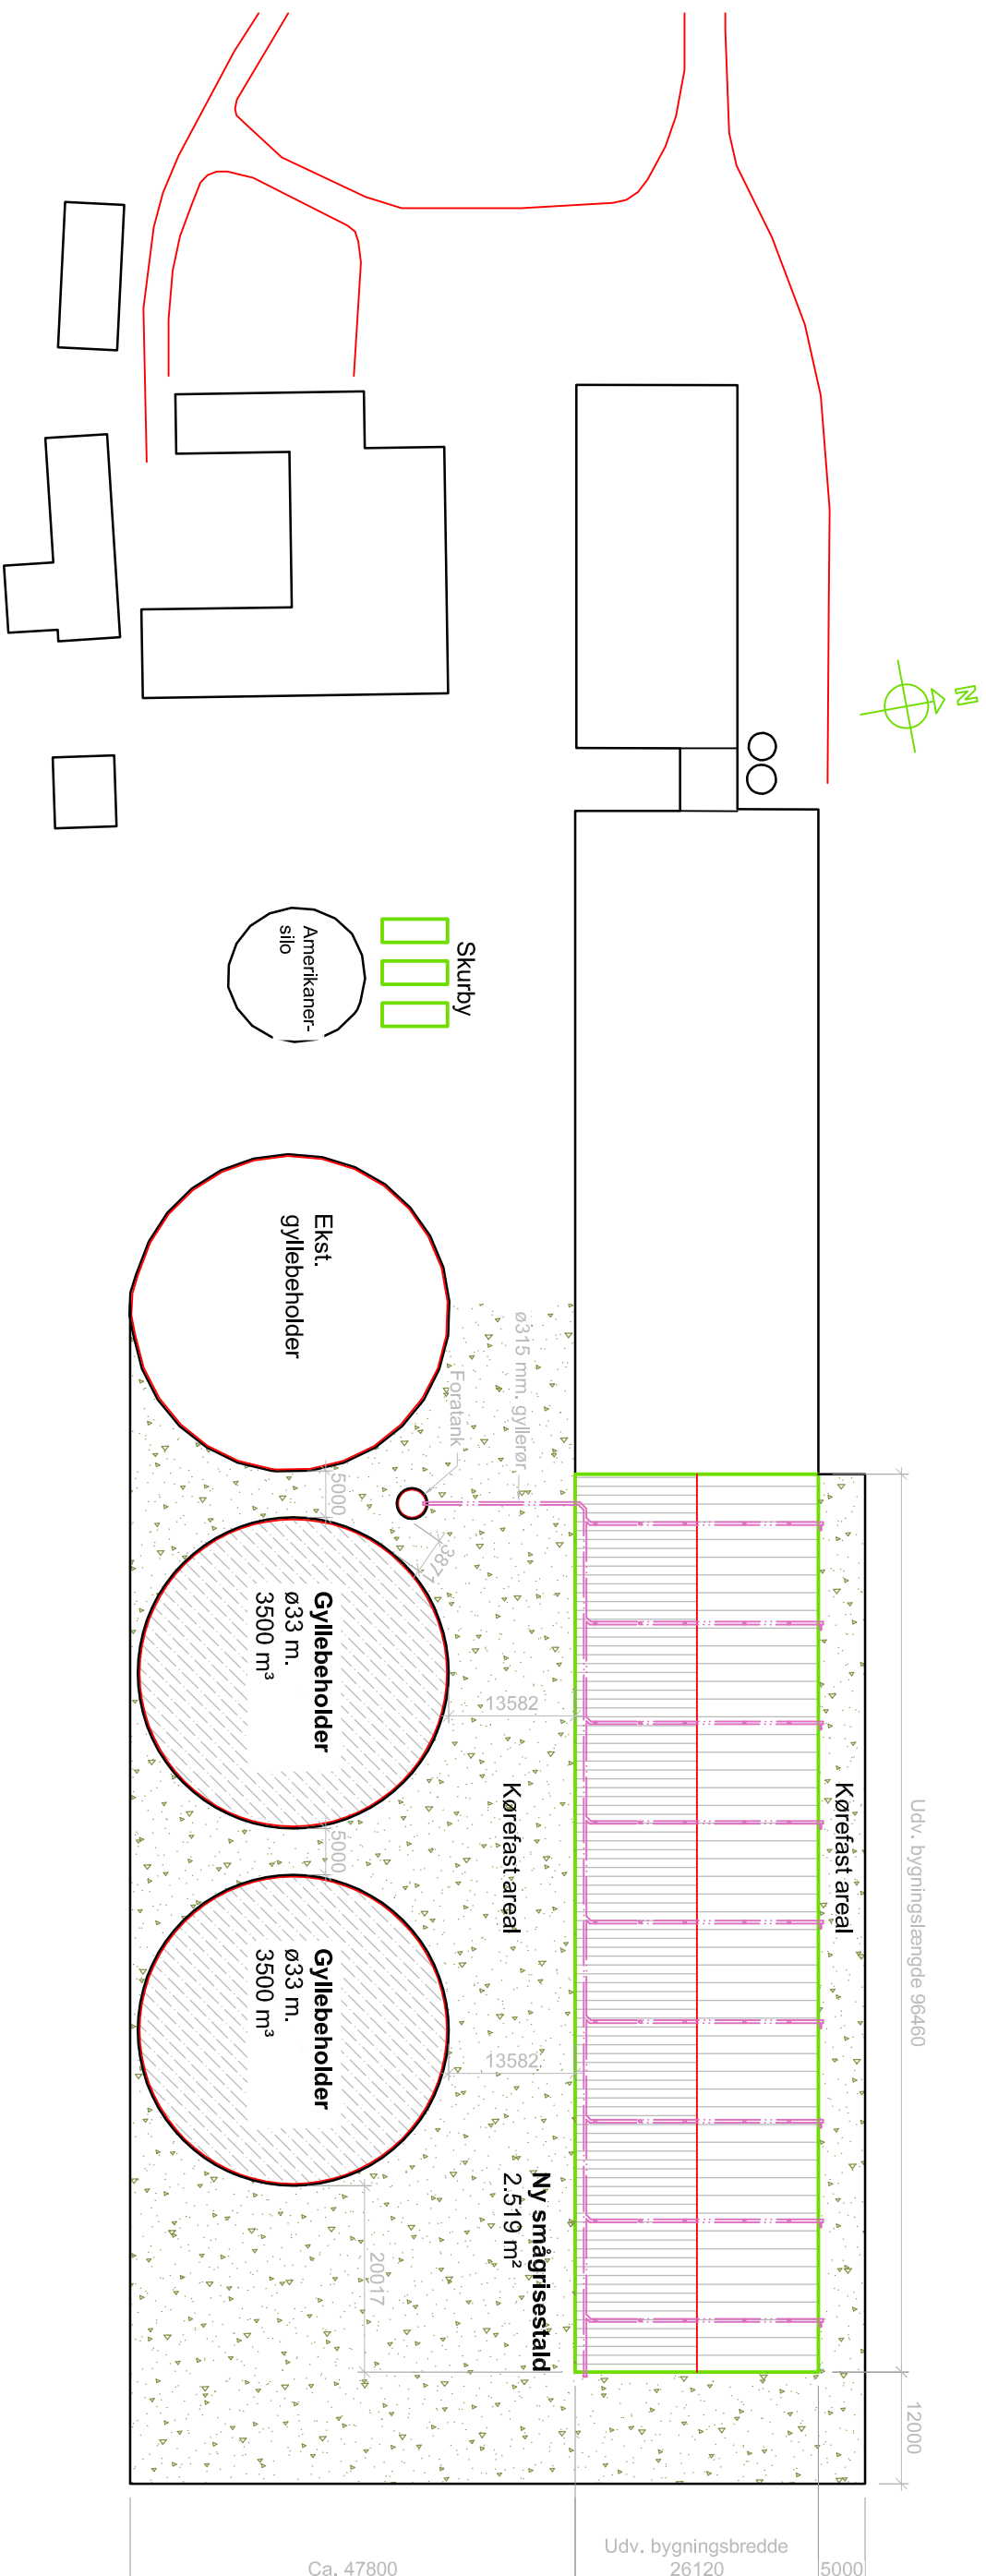 N
Skurby
Amerikaner-
silo
Ekst.
gyllebeholder
ø315 mm. gyllerør
Foratank
5000
3871
Gyllebeholder
ø33 m.
3500 m³
13582
Kørefast areal
Kørefast areal
Udv. bygningslængde 96460
5000
Gyllebeholder
ø33 m.
3500 m³
13582
Ny smågrisestald
2.519 m²
20017
12000
Udv. bygningsbredde
Ca. 47800
26120
5000